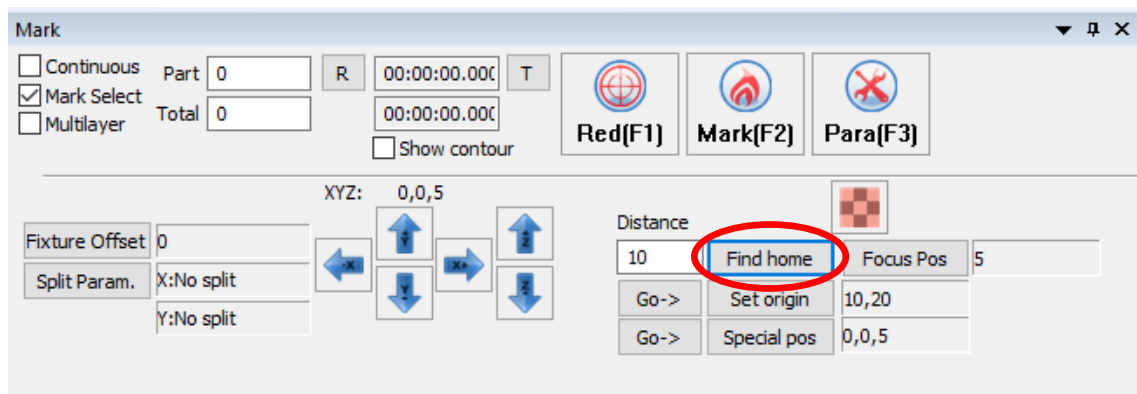 Mark
Continuous Part 0 R 00:00:00.000 T
Mark Select
Multilayer Total 0 00:00:00.000
Show contour
Red(F1) Mark(F2) Para(F3)
XYZ: 0,0,5
Fixture Offset 0
Split Param. X:No split
Y:No split
-X Y X+ Y Z Z
Distance
10 Find home Focus Pos 5
Go-> Set origin 10,20
Go-> Special pos 0,0,5